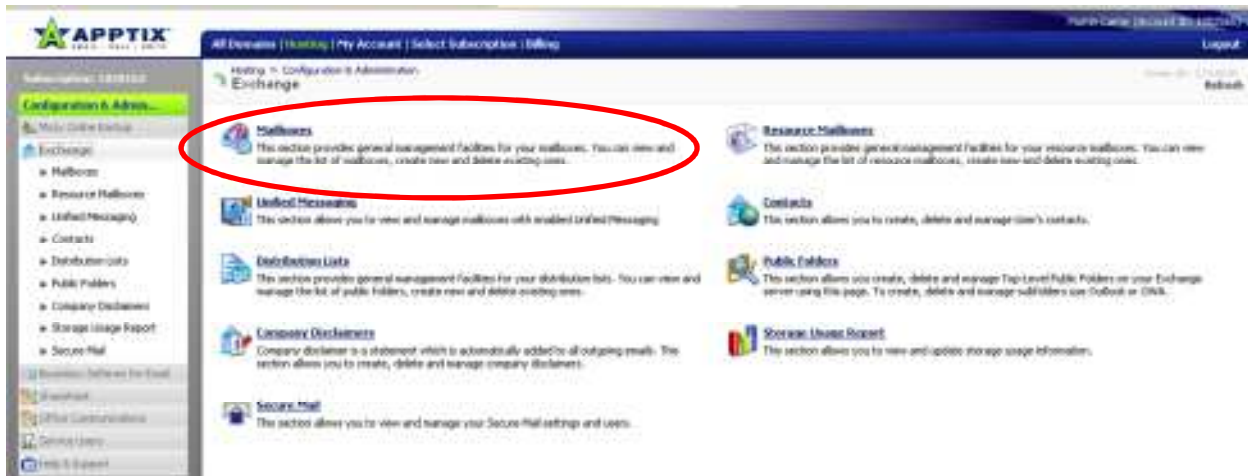 APPTIX
All Domains | Hosting | My Account | Select Subscription | Billing
Logout
Hosting > Configuration & Administration
Exchange
Refresh
Configuration & Admin...
Exchange
Mailboxes
Resource Mailboxes
Unified Messaging
Contacts
Distribution Lists
Public Folders
Company Disclaimers
Storage Usage Report
Secure Mail
Service Users
Help & Support
Mailboxes
This section provides general management facilities for your mailboxes. You can view and
manage the list of mailboxes, create new and delete existing ones.
Resource Mailboxes
This section provides general management facilities for your resource mailboxes. You can view
and manage the list of resource mailboxes, create new and delete existing ones.
Unified Messaging
This section allows you to view and manage mailboxes with enabled Unified Messaging
Contacts
This section allows you to create, delete and manage User's contacts.
Distribution Lists
This section provides general management facilities for your distribution lists. You can view and
manage the list of public folders, create new and delete existing ones.
Public Folders
This section allows you create, delete and manage Top Level Public Folders on your Exchange
server using this page. To create, delete and manage subfolders use Outlook or OWA.
Company Disclaimers
Company disclaimer is a statement which is automatically added to all outgoing emails. This
section allows you to create, delete and manage company disclaimers.
Storage Usage Report
This section allows you to view and update storage usage information.
Secure Mail
This section allows you to view and manage your Secure Mail settings and users.